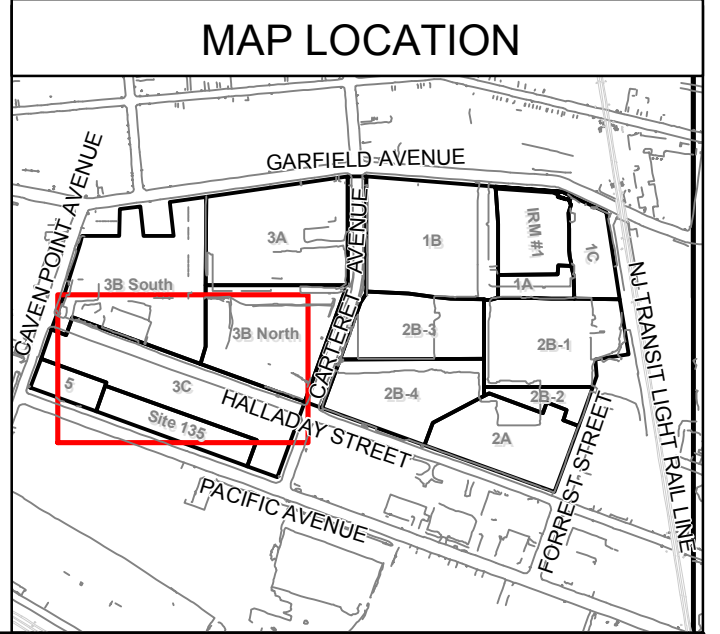 MAP LOCATION
GARFIELD AVENUE
CAVEN POINT AVENUE
CARTERET AVENUE
3A
1B
IRM #1
1C
1A
3B South
3B North
2B-3
2B-1
NJ TRANSIT LIGHT RAIL LINE
5
3C
2B-4
2B-2
Site 135
HALLADAY STREET
2A
FORREST STREET
PACIFIC AVENUE